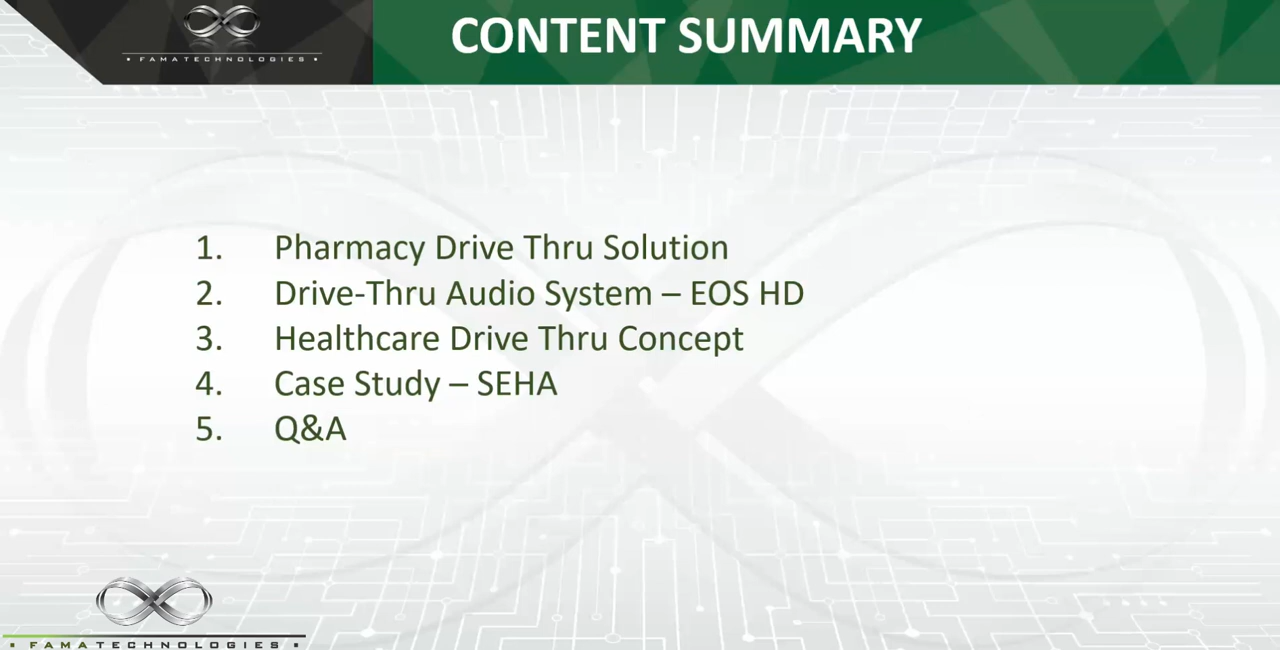 • FAMATECHNOLOGIES •
CONTENT SUMMARY
1. Pharmacy Drive Thru Solution
2. Drive-Thru Audio System – EOS HD
3. Healthcare Drive Thru Concept
4. Case Study – SEHA
5. Q&A
• FAMATECHNOLOGIES •